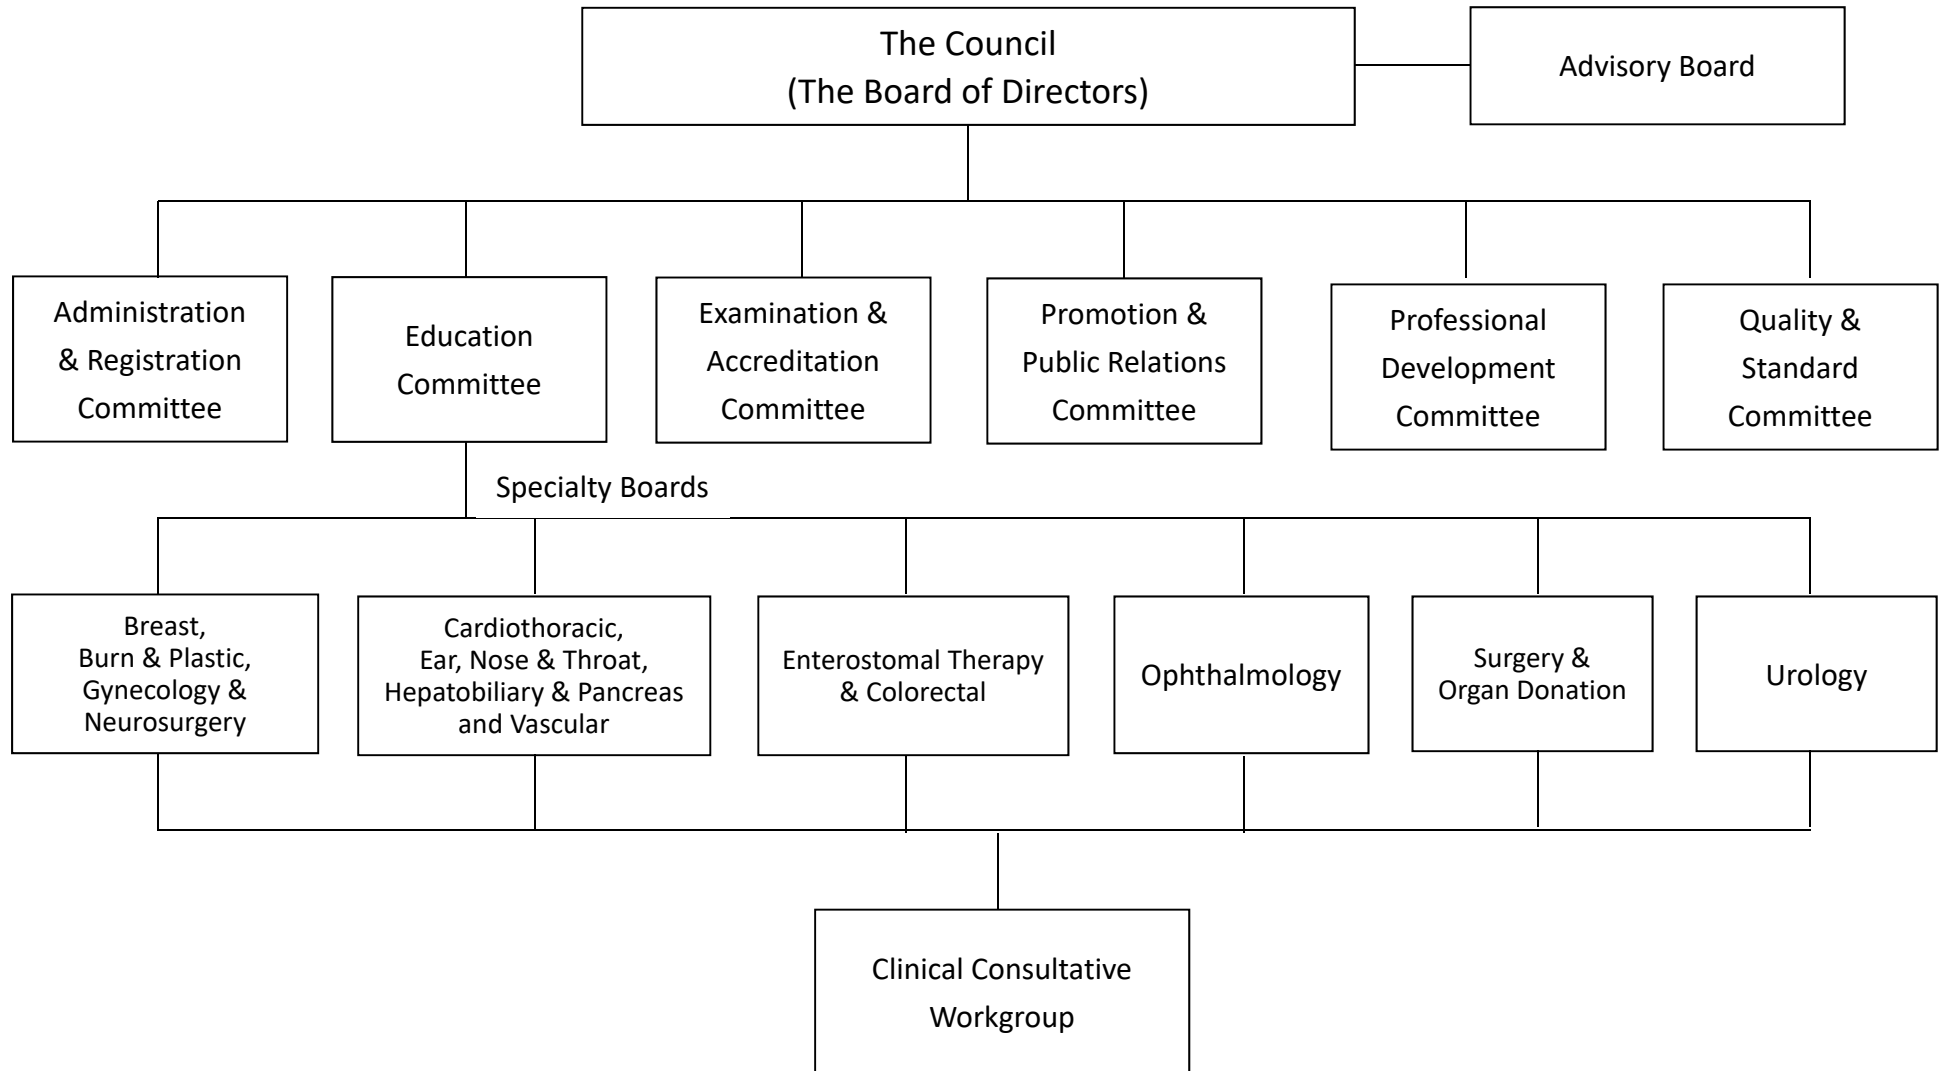 The Council
(The Board of Directors)
Advisory Board
Administration
& Registration
Committee
Education
Committee
Examination &
Accreditation
Committee
Promotion &
Public Relations
Committee
Professional
Development
Committee
Quality &
Standard
Committee
Specialty Boards
Breast,
Burn & Plastic,
Gynecology &
Neurosurgery
Cardiothoracic,
Ear, Nose & Throat,
Hepatobiliary & Pancreas
and Vascular
Enterostomal Therapy
& Colorectal
Ophthalmology
Surgery &
Organ Donation
Urology
Clinical Consultative
Workgroup